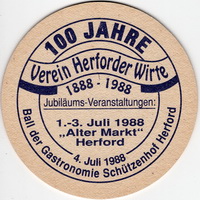 100 JAHRE
Verein Herforder Wirte
1888 - 1988
Jubiläums-Veranstaltungen:
1.-3. Juli 1988
„Alter Markt"
Herford
4. Juli 1988
Ball der Gastronomie Schützenhof Herford